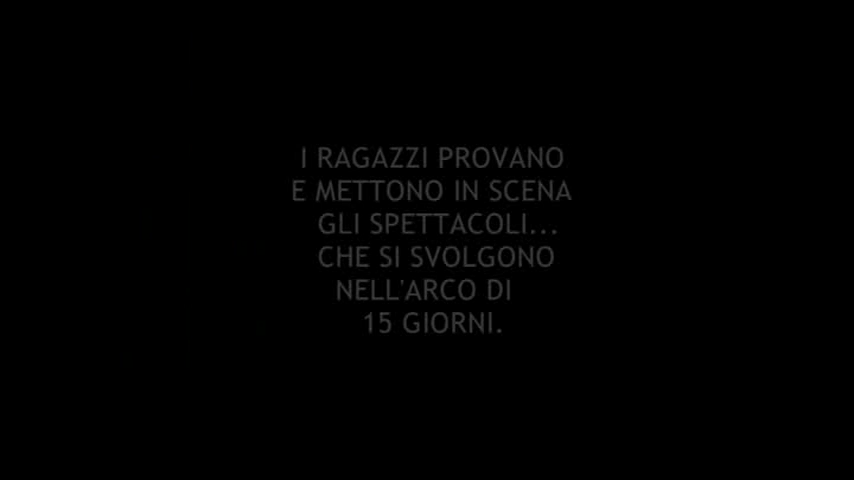 I RAGAZZI PROVANO
E METTONO IN SCENA
GLI SPETTACOLI...
CHE SI SVOLGONO
NELL'ARCO DI
15 GIORNI.